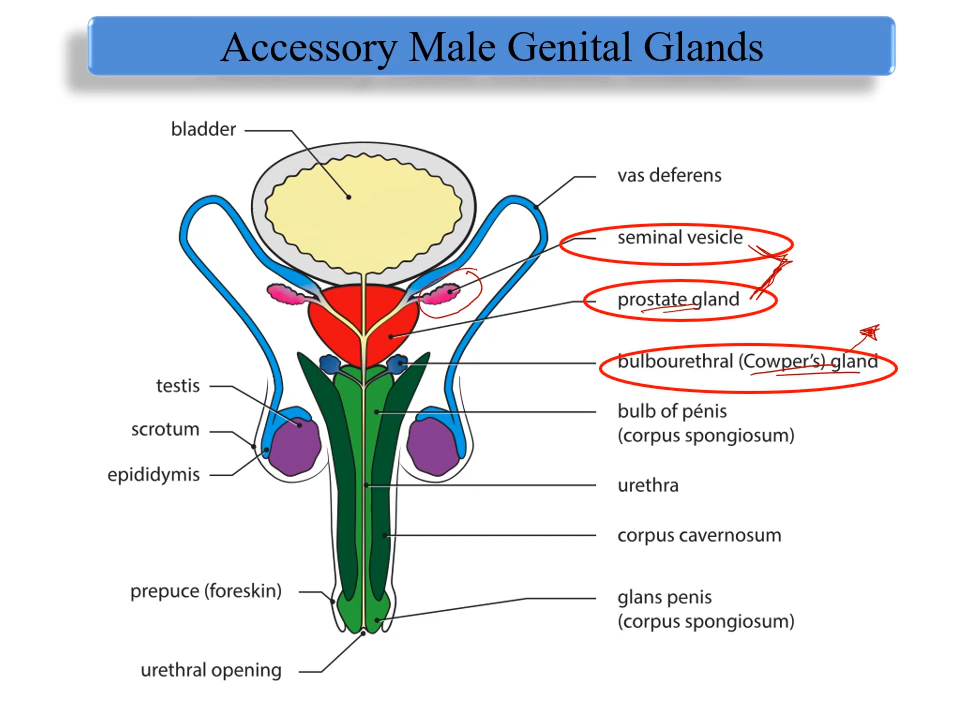 Accessory Male Genital Glands
bladder
vas deferens
seminal vesicle
prostate gland
bulbourethral (Cowper's) gland
testis
bulb of pénis
(corpus spongiosum)
scrotum
epididymis
urethra
corpus cavernosum
prepuce (foreskin)
glans penis
(corpus spongiosum)
urethral opening